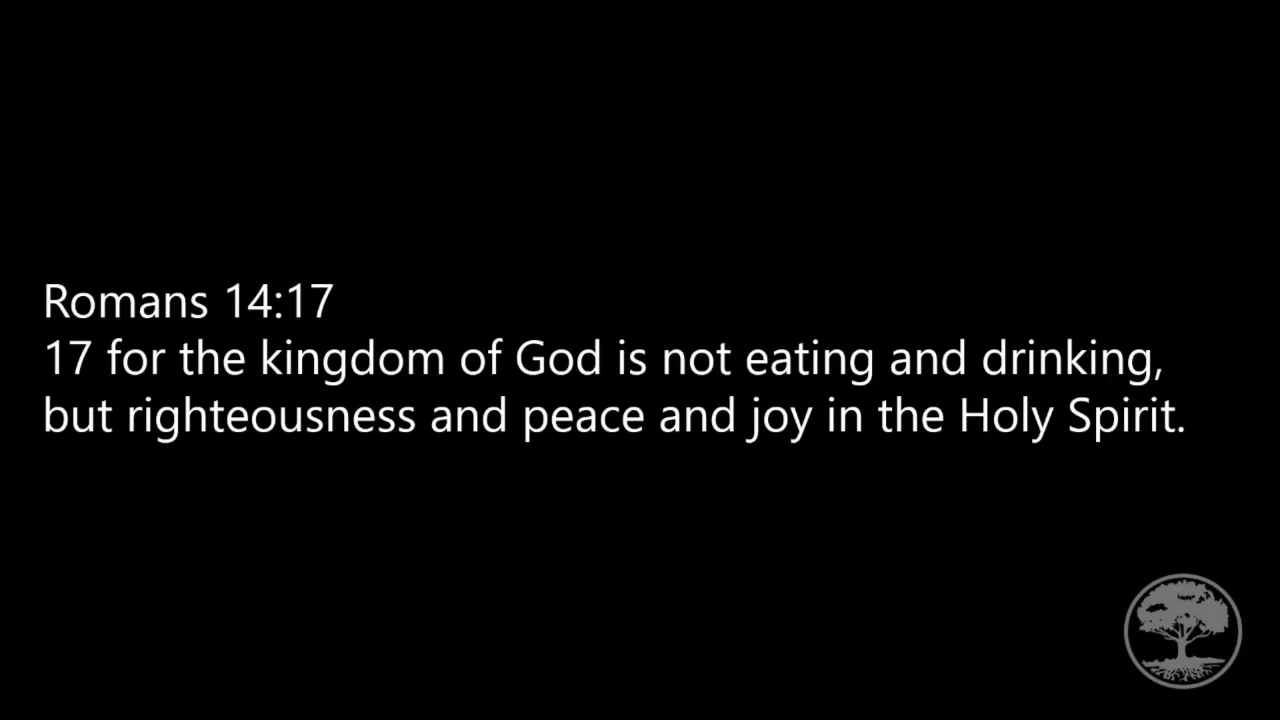 Romans 14:17
17 for the kingdom of God is not eating and drinking,
but righteousness and peace and joy in the Holy Spirit.